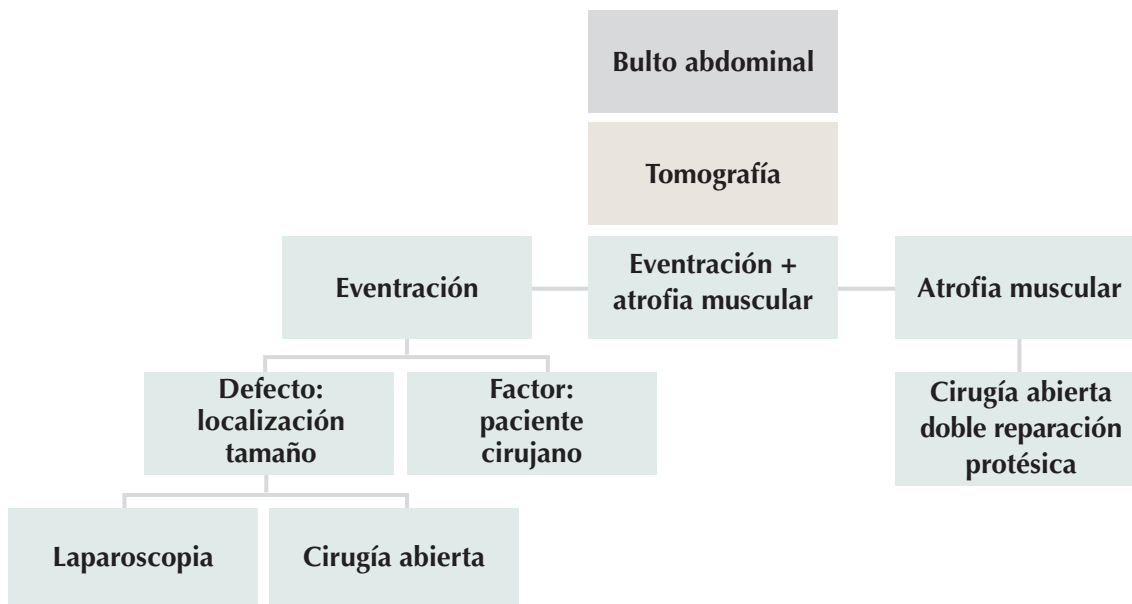 Bulto abdominal
Tomografía
Eventración
Eventración +
atrofia muscular
Atrofia muscular
Defecto:
localización
tamaño
Factor:
paciente
cirujano
Cirugía abierta
doble reparación
protésica
Laparoscopia
Cirugía abierta